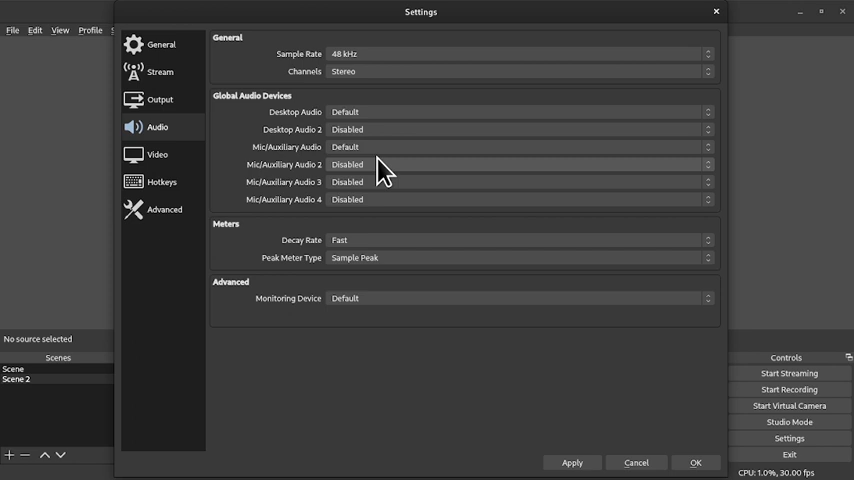 Settings
File Edit View Profile
General
Stream
Output
Audio
Video
Hotkeys
Advanced
General
Sample Rate 48 kHz
Channels Stereo
Global Audio Devices
Desktop Audio Default
Desktop Audio 2 Disabled
Mic/Auxiliary Audio Default
Mic/Auxiliary Audio 2 Disabled
Mic/Auxiliary Audio 3 Disabled
Mic/Auxiliary Audio 4 Disabled
Meters
Decay Rate Fast
Peak Meter Type Sample Peak
Advanced
Monitoring Device Default
Apply Cancel OK
No source selected
Scenes
Scene
Scene 2
Controls
Start Streaming
Start Recording
Start Virtual Camera
Studio Mode
Settings
Exit
CPU: 1.0%, 30.00 fps